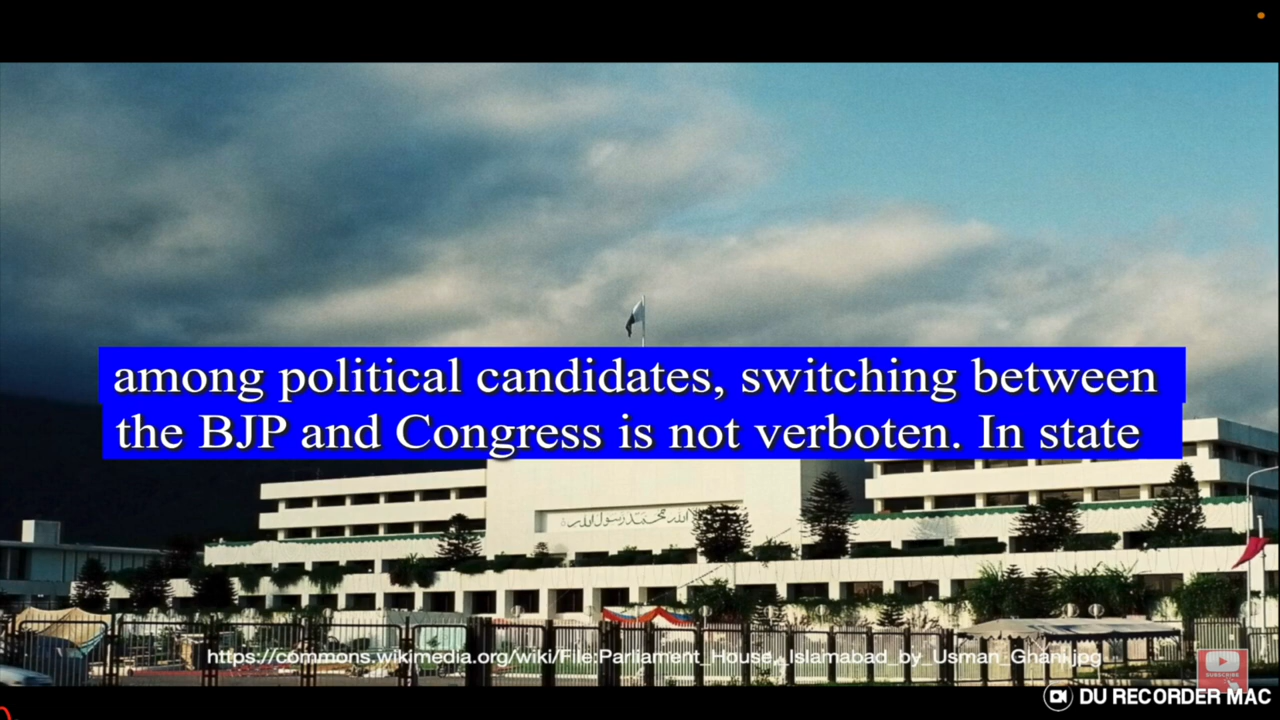 among political candidates, switching between
the BJP and Congress is not verboten. In state
https://commons.wikimedia.org/wiki/File:Parliament_House,_Islamabad_by_Usman_Ghani.jpg
SUBSCRIBE
DU RECORDER MAC